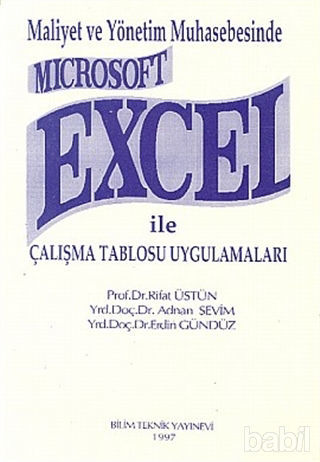 Maliyet ve Yönetim Muhasebesinde
MICROSOFT
EXCEL
ile
ÇALIŞMA TABLOSU UYGULAMALARI
Prof.Dr.Rifat ÜSTÜN
Yrd.Doç.Dr. Adnan SEVİM
Yrd.Doç.Dr.Erdin GÜNDÜZ
BİLİM TEKNİK YAYINEVİ
1997
babil
com